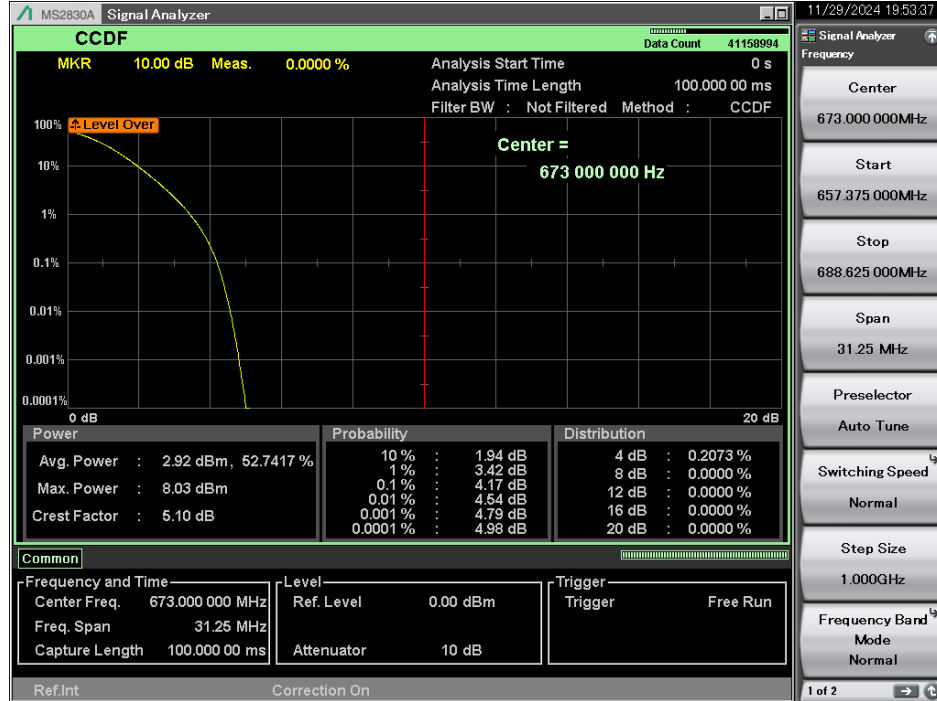 MS2830A Signal Analyzer
11/29/2024 19:53:37
CCDF
Data Count 41158994
MKR 10.00 dB Meas. 0.0000 %
Analysis Start Time 0 s
Analysis Time Length 100.000 00 ms
Filter BW : Not Filtered Method : CCDF
Level Over
Center =
673 000 000 Hz
100%
10%
1%
0.1%
0.01%
0.001%
0.0001%
0 dB 20 dB
Power
Avg. Power : 2.92 dBm, 52.7417 %
Max. Power : 8.03 dBm
Crest Factor : 5.10 dB
Probability
10 % : 1.94 dB
1 % : 3.42 dB
0.1 % : 4.17 dB
0.01 % : 4.54 dB
0.001 % : 4.79 dB
0.0001 % : 4.98 dB
Distribution
4 dB : 0.2073 %
8 dB : 0.0000 %
12 dB : 0.0000 %
16 dB : 0.0000 %
20 dB : 0.0000 %
Common
Frequency and Time
Center Freq. 673.000 000 MHz
Freq. Span 31.25 MHz
Capture Length 100.000 00 ms
Level
Ref. Level 0.00 dBm
Attenuator 10 dB
Trigger
Trigger Free Run
Ref.Int Correction On
Signal Analyzer
Frequency
Center
673.000 000MHz
Start
657.375 000MHz
Stop
688.625 000MHz
Span
31.25 MHz
Preselector
Auto Tune
Switching Speed
Normal
Step Size
1.000GHz
Frequency Band
Mode
Normal
1 of 2